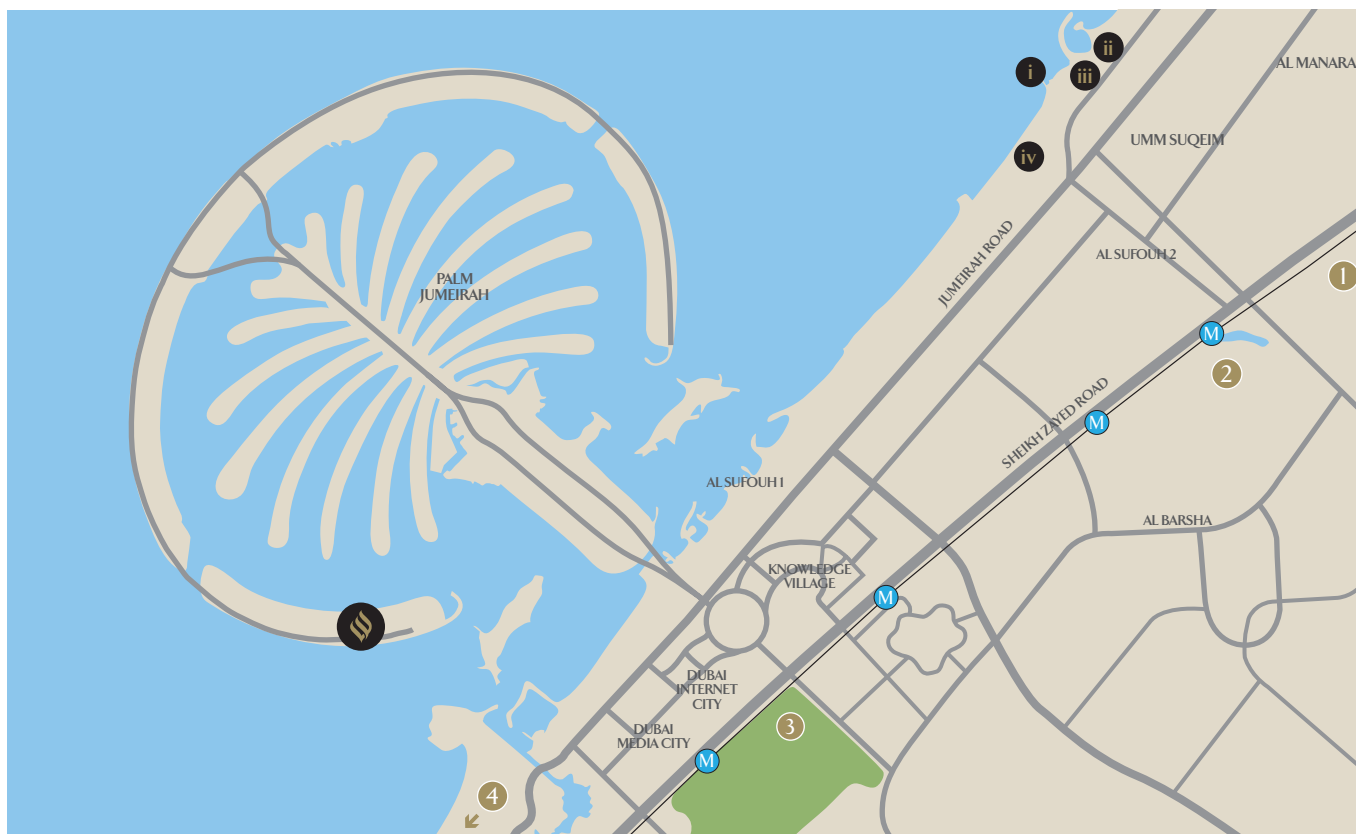 ii
i
iii
AL MANARA
UMM SUQEIM
iv
JUMEIRAH ROAD
AL SUFOUH 2
1
PALM
JUMEIRAH
M
2
SHEIKH ZAYED ROAD
M
AL SUFOUH 1
AL BARSHA
KNOWLEDGE
VILLAGE
M
DUBAI
INTERNET
CITY
3
DUBAI
MEDIA CITY
M
4